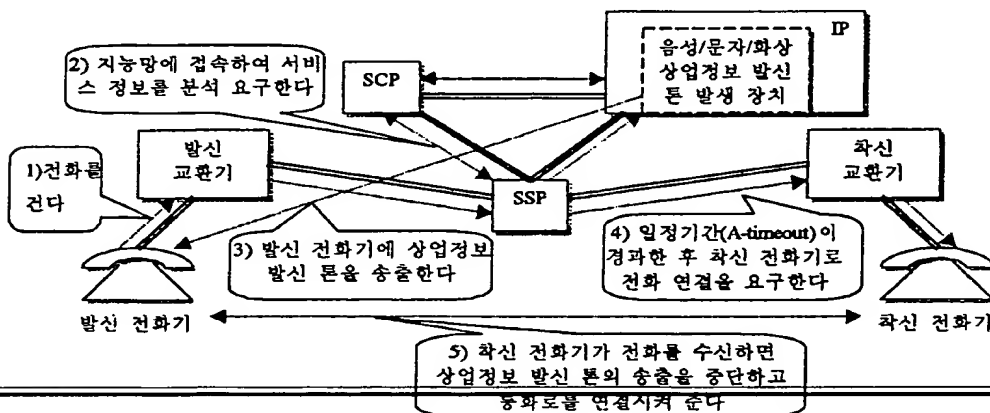 IP
음성/문자/화상
상업정보 발신
톤 발생 장치
2) 지능망에 접속하여 서비
스 정보를 분석 요구한다
SCP
발신
교환기
착신
교환기
1)전화를
건다
SSP
3) 발신 전화기에 상업정보
발신 톤을 송출한다
4) 일정기간(A-timeout)이
경과한 후 착신 전화기로
전화 연결을 요구한다
발신 전화기
착신 전화기
5) 착신 전화기가 전화를 수신하면
상업정보 발신 톤의 송출을 중단하고
통화로를 연결시켜 준다